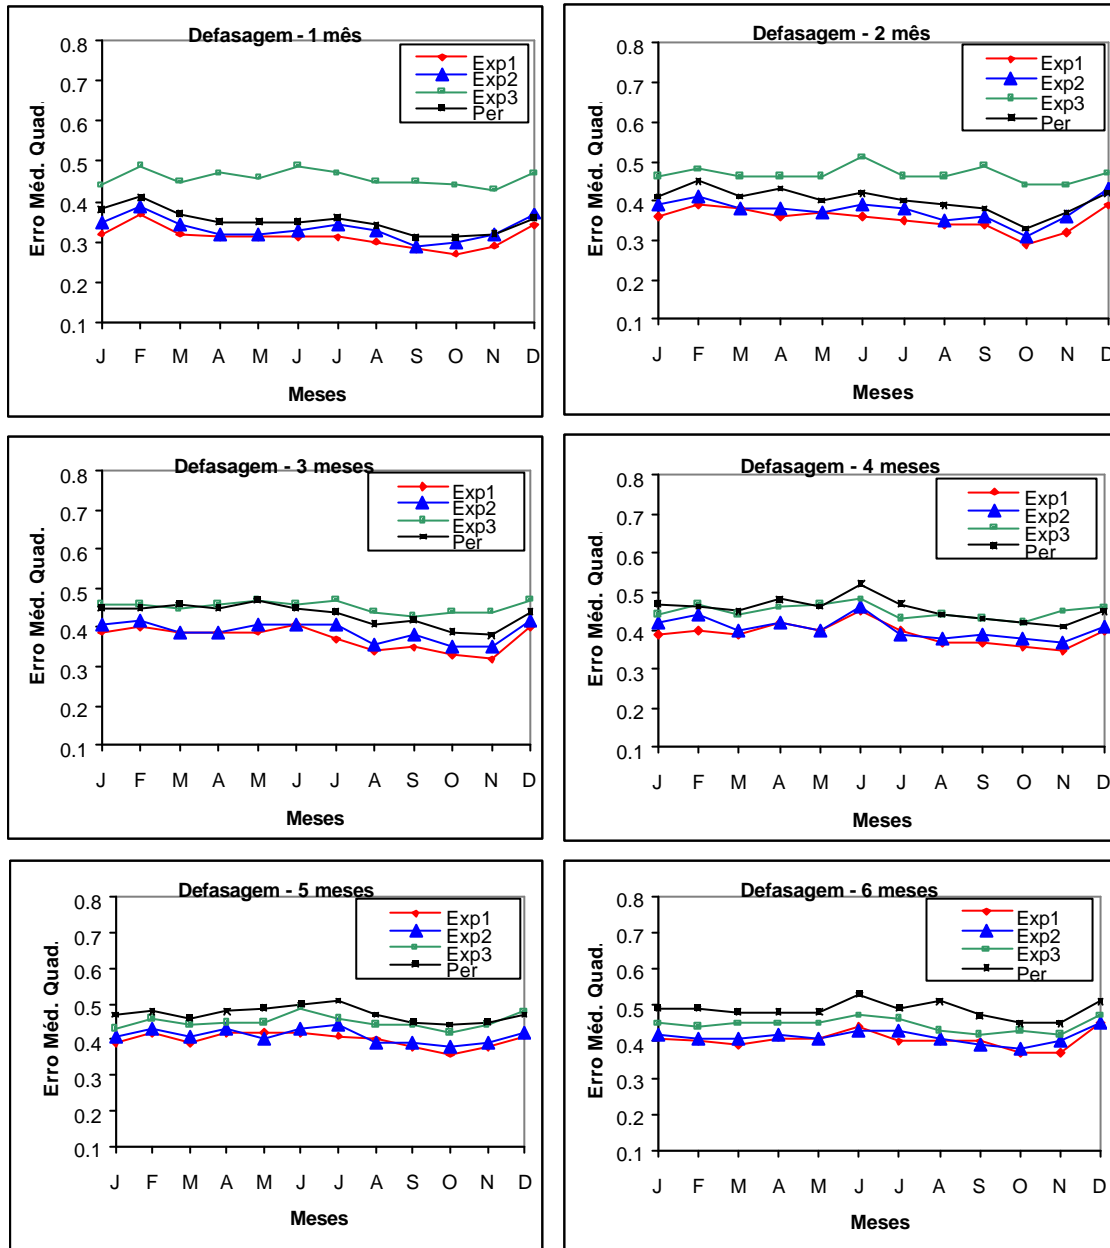 Defasagem - 1 mês
0.8
0.7
0.6
0.5
0.4
0.3
0.2
0.1
Erro Méd. Quad.
Exp1
Exp2
Exp3
Per
J F M A M J J A S O N D
Meses
Defasagem - 2 mês
0.8
0.7
0.6
0.5
0.4
0.3
0.2
0.1
Erro Méd. Quad.
Exp1
Exp2
Exp3
Per
J F M A M J J A S O N D
Meses
Defasagem - 3 meses
0.8
0.7
0.6
0.5
0.4
0.3
0.2
0.1
Erro Méd. Quad.
Exp1
Exp2
Exp3
Per
J F M A M J J A S O N D
Meses
Defasagem - 4 meses
0.8
0.7
0.6
0.5
0.4
0.3
0.2
0.1
Erro Méd. Quad.
Exp1
Exp2
Exp3
Per
J F M A M J J A S O N D
Meses
Defasagem - 5 meses
0.8
0.7
0.6
0.5
0.4
0.3
0.2
0.1
Erro Méd. Quad.
Exp1
Exp2
Exp3
Per
J F M A M J J A S O N D
Meses
Defasagem - 6 meses
0.8
0.7
0.6
0.5
0.4
0.3
0.2
0.1
Erro Méd. Quad.
Exp1
Exp2
Exp3
Per
J F M A M J J A S O N D
Meses